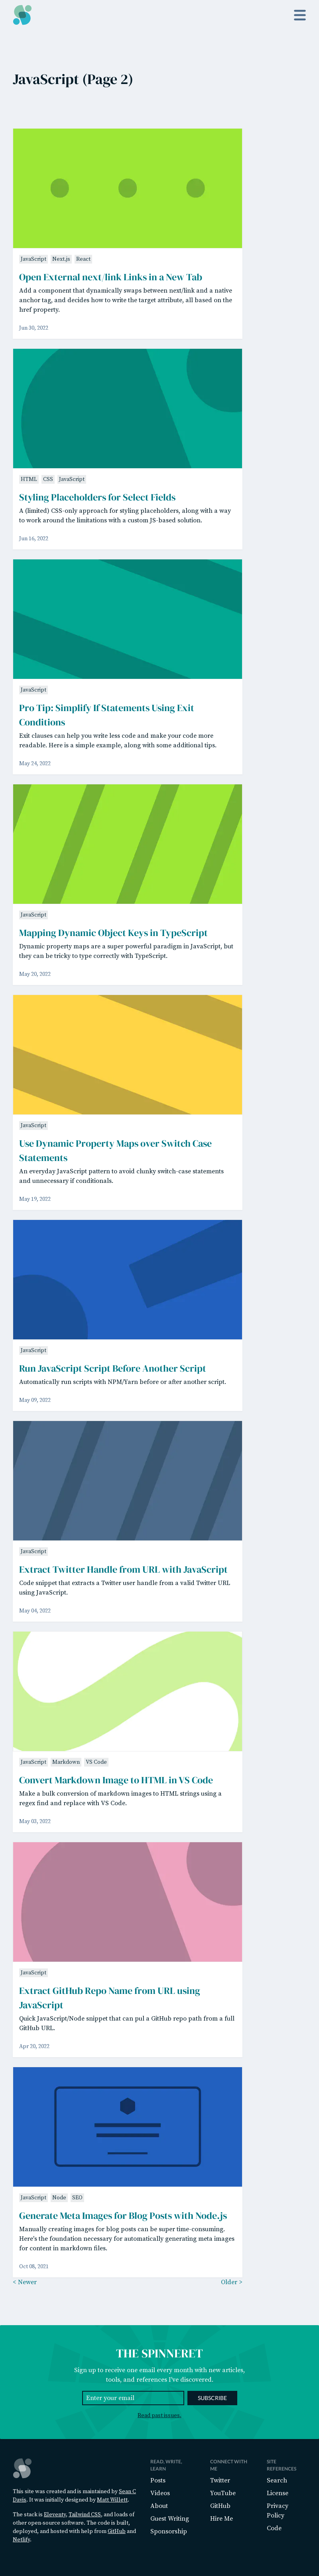 JavaScript (Page 2)
JavaScript Next.js React
Open External next/link Links in a New Tab
Add a component that dynamically swaps between next/link and a native
anchor tag, and decides how to write the target attribute, all based on the
href property.
Jun 30, 2022
HTML CSS JavaScript
Styling Placeholders for Select Fields
A (limited) CSS-only approach for styling placeholders, along with a way
to work around the limitations with a custom JS-based solution.
Jun 16, 2022
JavaScript
Pro Tip: Simplify If Statements Using Exit
Conditions
Exit clauses can help you write less code and make your code more
readable. Here is a simple example, along with some additional tips.
May 24, 2022
JavaScript
Mapping Dynamic Object Keys in TypeScript
Dynamic property maps are a super powerful paradigm in JavaScript, but
they can be tricky to type correctly with TypeScript.
May 20, 2022
JavaScript
Use Dynamic Property Maps over Switch Case
Statements
An everyday JavaScript pattern to avoid clunky switch-case statements
and unnecessary if conditionals.
May 19, 2022
JavaScript
Run JavaScript Script Before Another Script
Automatically run scripts with NPM/Yarn before or after another script.
May 09, 2022
JavaScript
Extract Twitter Handle from URL with JavaScript
Code snippet that extracts a Twitter user handle from a valid Twitter URL
using JavaScript.
May 04, 2022
JavaScript Markdown VS Code
Convert Markdown Image to HTML in VS Code
Make a bulk conversion of markdown images to HTML strings using a
regex find and replace with VS Code.
May 03, 2022
JavaScript
Extract GitHub Repo Name from URL using
JavaScript
Quick JavaScript/Node snippet that can pul a GitHub repo path from a full
GitHub URL.
Apr 20, 2022
JavaScript Node SEO
Generate Meta Images for Blog Posts with Node.js
Manually creating images for blog posts can be super time-consuming.
Here's the foundation necessary for automatically generating meta images
for content in markdown files.
Oct 08, 2021
< Newer
Older >
THE SPINNERET
Sign up to receive one email every month with new articles,
tools, and references I've discovered.
Enter your email
SUBSCRIBE
Read past issues.
This site was created and is maintained by Sean C
Davis. It was initially designed by Matt Willett.
The stack is Eleventy, Tailwind CSS, and loads of
other open-source software. The code is built,
deployed, and hosted with help from GitHub and
Netlify.
READ, WRITE,
LEARN
Posts
Videos
About
Guest Writing
Sponsorship
CONNECT WITH
ME
Twitter
YouTube
GitHub
Hire Me
SITE
REFERENCES
Search
License
Privacy
Policy
Code